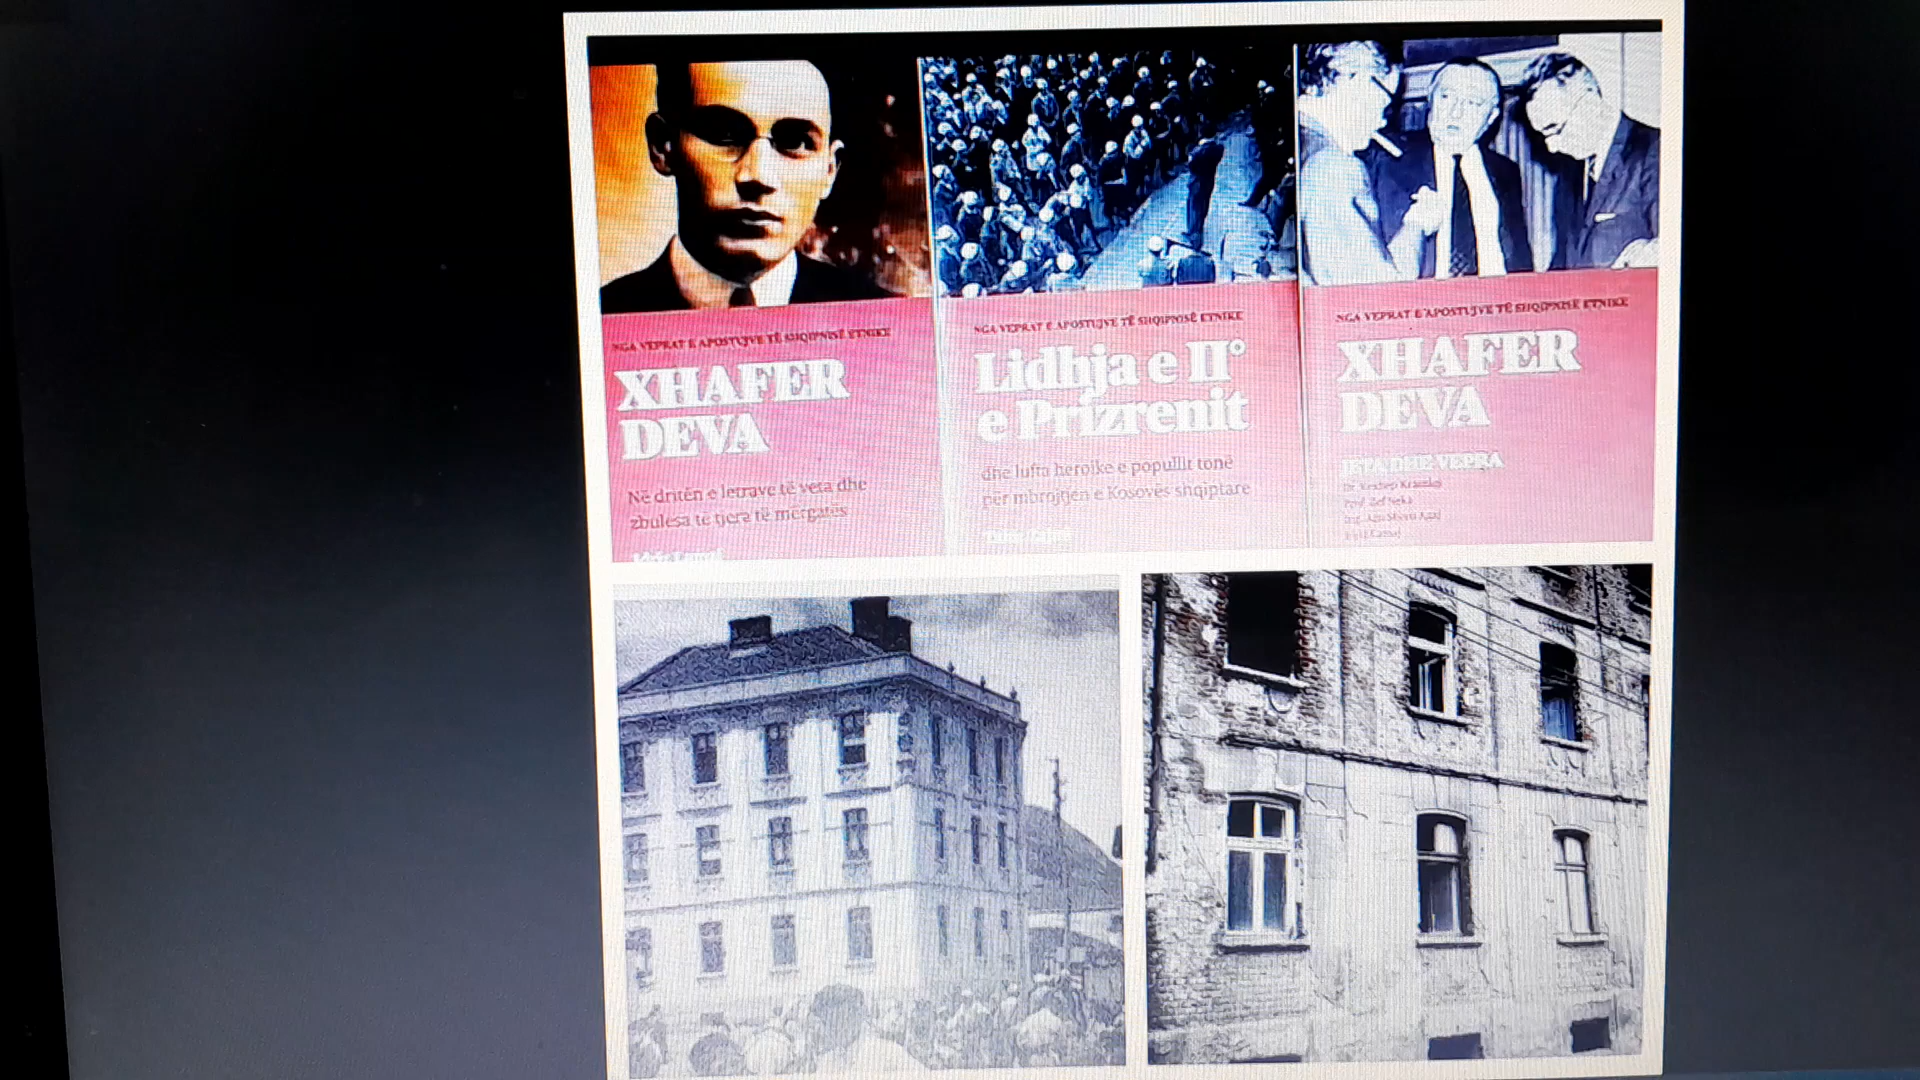 NGA VEPRAT E APOSTUJVE TË SHQIPNISË ETNIKE
XHAFER
DEVA
Në dritën e letrave të veta dhe
zbulesa të tjera të mërgatës
NGA VEPRAT E APOSTUJVE TË SHQIPNISË ETNIKE
Lidhja e II°
e Prizrenit
dhe lufta heroike e popullit tonë
për mbrojtjen e Kosovës shqiptare
NGA VEPRAT E APOSTUJVE TË SHQIPNISË ETNIKE
XHAFER
DEVA
JETA DHE VEPRA